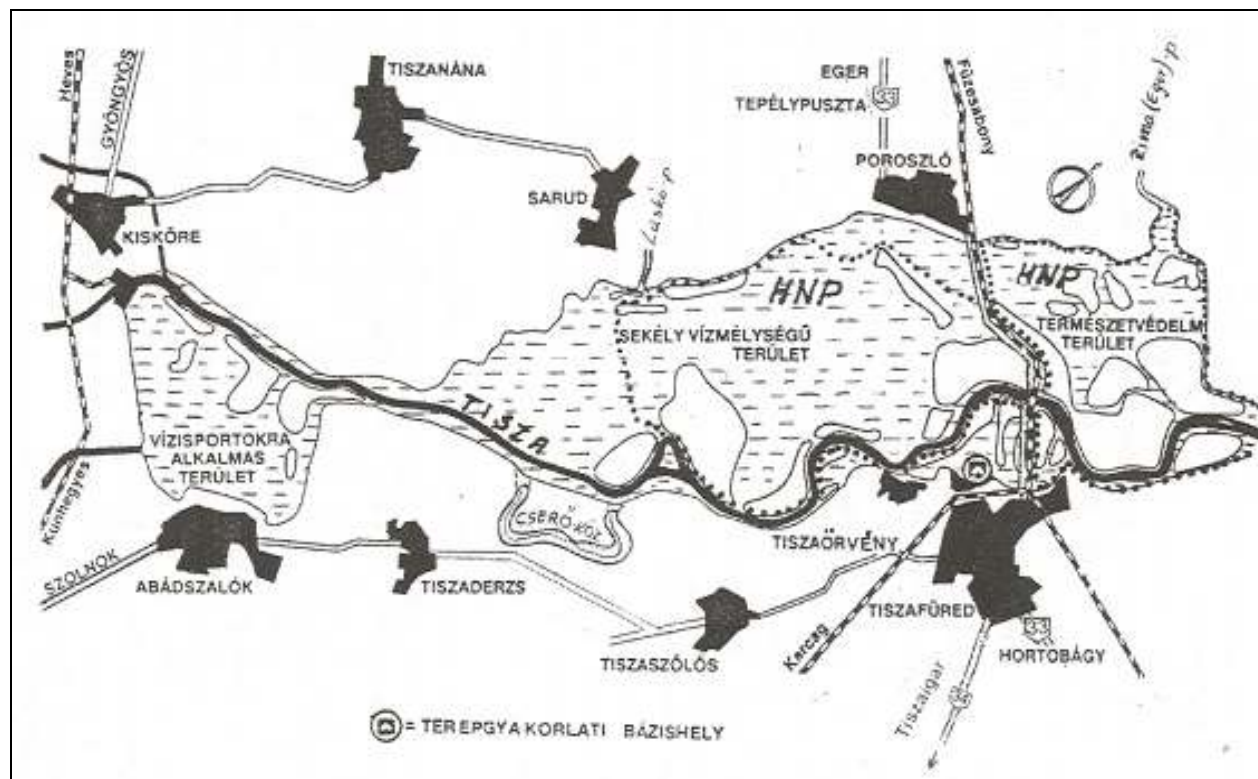 Heves
GYÖNGYÖS
TISZANÁNA
EGER
33
TEPÉLYPUSZTA
Füzesabony
Rima (Eger) p
POROSZLÓ
SARUD
Laskó p
KISKÖRE
HNP
HNP
SEKÉLY VÍZMÉLYSÉGŰ
TERÜLET
TERMÉSZETVÉDELM
TERÜLET
TISZA
VÍZISPORTOKRA
ALKALMAS
TERÜLET
Kunhegyes
CSERŐ-KÖZ
TISZAÖRVÉNY
SZOLNOK
ABÁDSZALÓK
TISZADERZS
TISZAFÜRED
TISZASZŐLŐS
Karcag
33
HORTOBÁGY
Tiszaigar
= TEREPGYAKORLATI BÁZISHELY